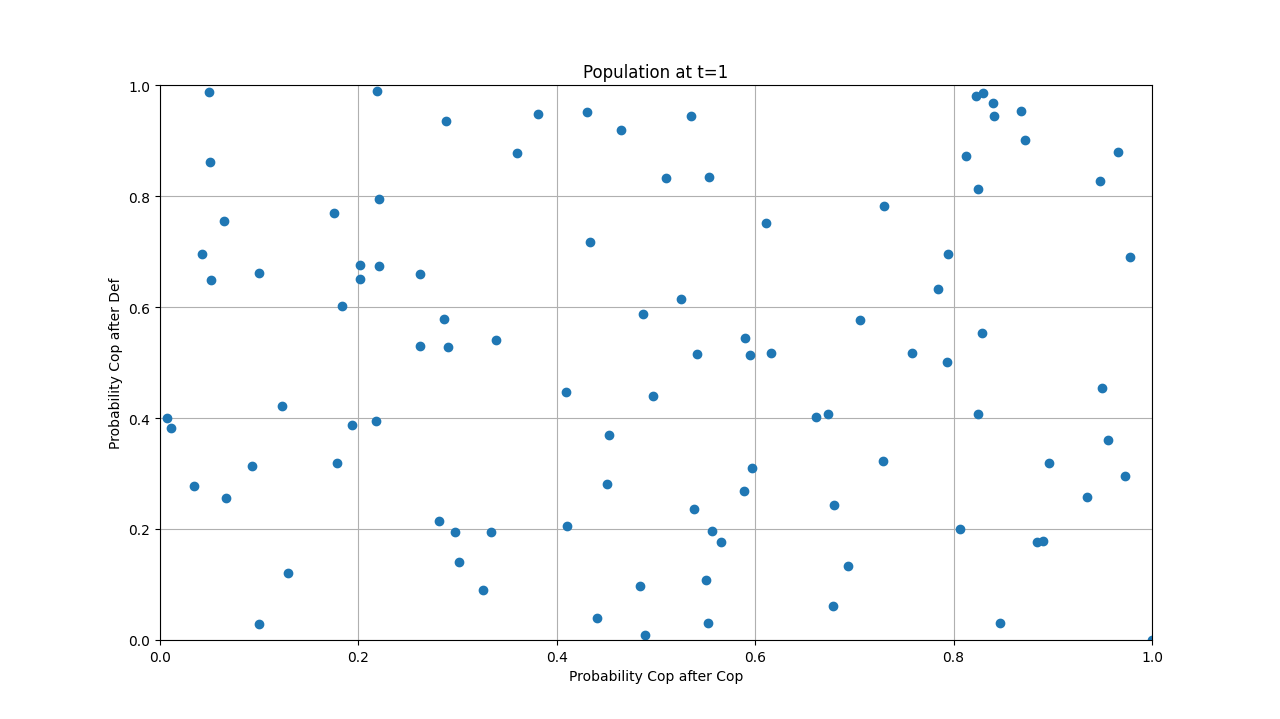 Population at t=1
Probability Cop after Def
1.0
0.8
0.6
0.4
0.2
0.0
0.0 0.2 0.4 0.6 0.8 1.0
Probability Cop after Cop